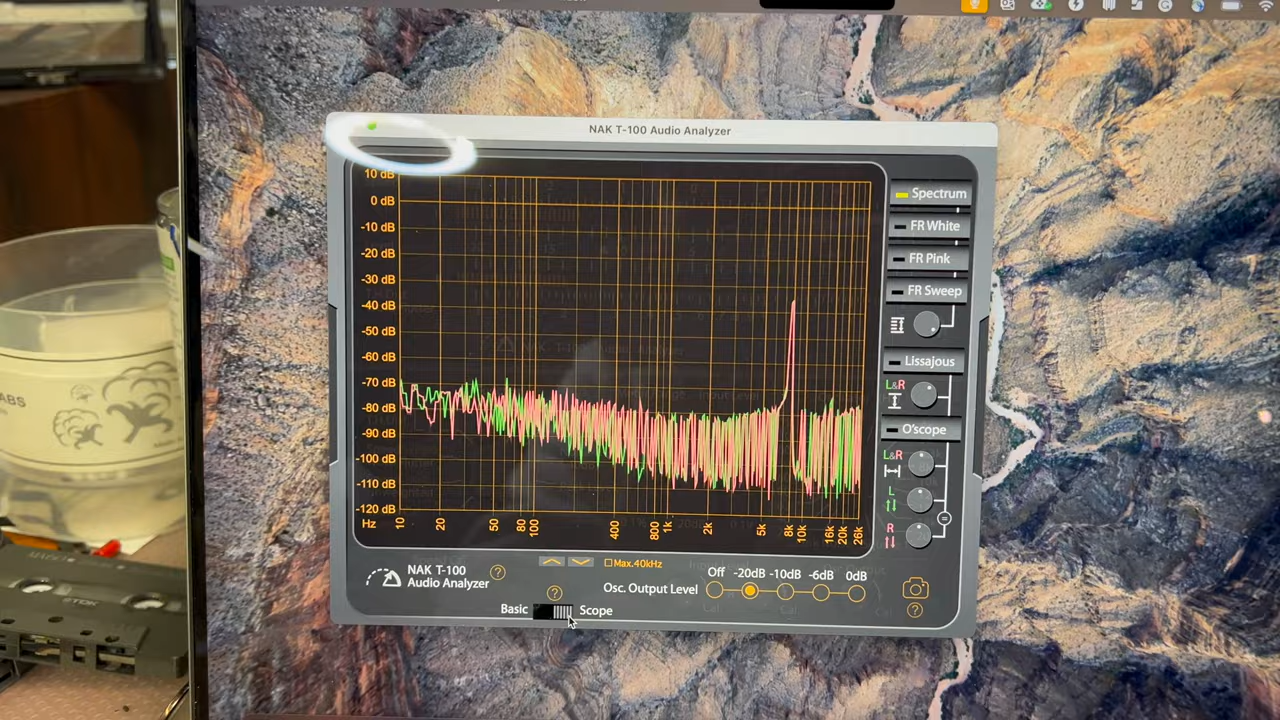 NAK T-100 Audio Analyzer
10 dB
0 dB
-10 dB
-20 dB
-30 dB
-40 dB
-50 dB
-60 dB
-70 dB
-80 dB
-90 dB
-100 dB
-110 dB
-120 dB
Hz 10 20 50 80 100 400 800 1k 2k 5k 8k 10k 16k 20k 26k
Spectrum
FR White
FR Pink
FR Sweep
Lissajous
L&R
O'scope
L&R
L
R
NAK T-100
Audio Analyzer
?
Max.40kHz
?
Osc. Output Level
Off -20dB -10dB -6dB 0dB
Basic Scope
?
ABS
TDK